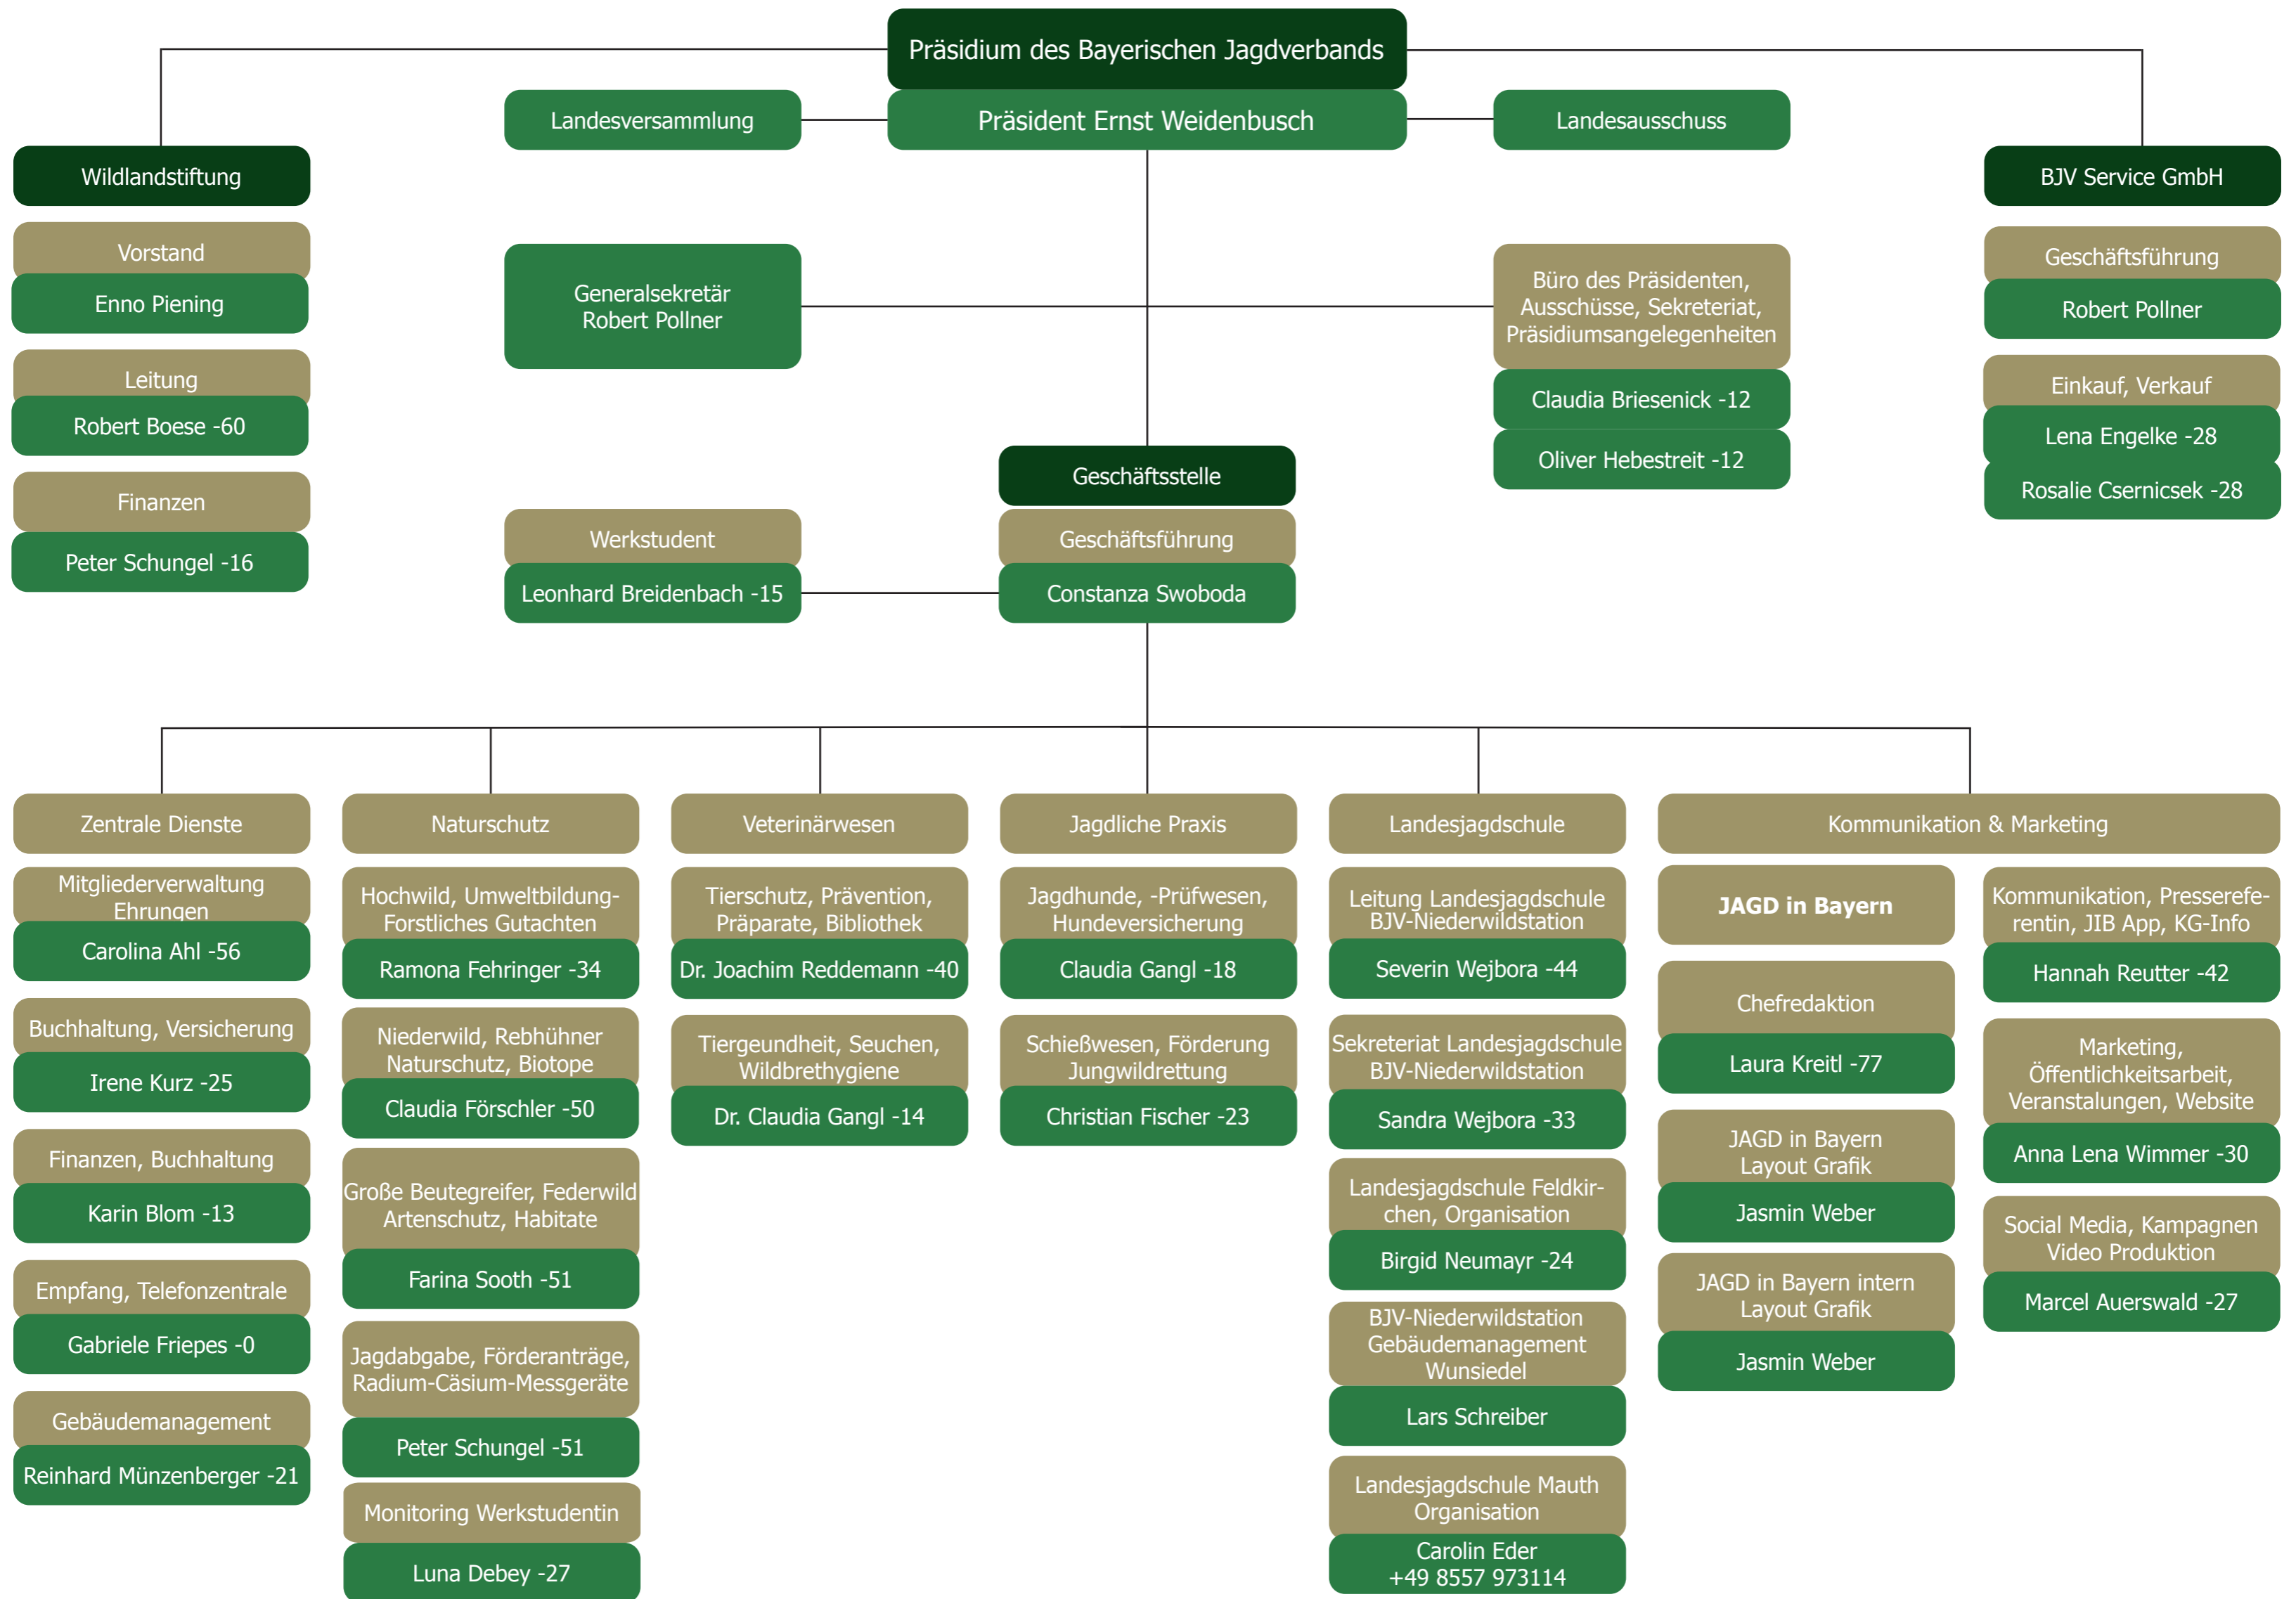 Präsidium des Bayerischen Jagdverbands
Landesversammlung
Präsident Ernst Weidenbusch
Landesausschuss
Wildlandstiftung
Vorstand
Enno Piening
Leitung
Robert Boese -60
Finanzen
Peter Schungel -16
Generalsekretär
Robert Pollner
Büro des Präsidenten,
Ausschüsse, Sekreteriat,
Präsidiumsangelegenheiten
Claudia Briesenick -12
Oliver Hebestreit -12
BJV Service GmbH
Geschäftsführung
Robert Pollner
Einkauf, Verkauf
Lena Engelke -28
Rosalie Csernicsek -28
Geschäftsstelle
Werkstudent
Leonhard Breidenbach -15
Geschäftsführung
Constanza Swoboda
Zentrale Dienste
Mitgliederverwaltung
Ehrungen
Carolina Ahl -56
Buchhaltung, Versicherung
Irene Kurz -25
Finanzen, Buchhaltung
Karin Blom -13
Empfang, Telefonzentrale
Gabriele Friepes -0
Gebäudemanagement
Reinhard Münzenberger -21
Naturschutz
Hochwild, Umweltbildung-
Forstliches Gutachten
Ramona Fehringer -34
Niederwild, Rebhühner
Naturschutz, Biotope
Claudia Förschler -50
Große Beutegreifer, Federwild
Artenschutz, Habitate
Farina Sooth -51
Jagdabgabe, Förderanträge,
Radium-Cäsium-Messgeräte
Peter Schungel -51
Monitoring Werkstudentin
Luna Debey -27
Veterinärwesen
Tierschutz, Prävention,
Präparate, Bibliothek
Dr. Joachim Reddemann -40
Tiergeundheit, Seuchen,
Wildbrethygiene
Dr. Claudia Gangl -14
Jagdliche Praxis
Jagdhunde, -Prüfwesen,
Hundeversicherung
Claudia Gangl -18
Schießwesen, Förderung
Jungwildrettung
Christian Fischer -23
Landesjagdschule
Leitung Landesjagdschule
BJV-Niederwildstation
Severin Wejbora -44
Sekreteriat Landesjagdschule
BJV-Niederwildstation
Sandra Wejbora -33
Landesjagdschule Feldkir-
chen, Organisation
Birgid Neumayr -24
BJV-Niederwildstation
Gebäudemanagement
Wunsiedel
Lars Schreiber
Landesjagdschule Mauth
Organisation
Carolin Eder
+49 8557 973114
Kommunikation & Marketing
JAGD in Bayern
Chefredaktion
Laura Kreitl -77
JAGD in Bayern
Layout Grafik
Jasmin Weber
JAGD in Bayern intern
Layout Grafik
Jasmin Weber
Kommunikation, Presserefe-
rentin, JIB App, KG-Info
Hannah Reutter -42
Marketing,
Öffentlichkeitsarbeit,
Veranstalungen, Website
Anna Lena Wimmer -30
Social Media, Kampagnen
Video Produktion
Marcel Auerswald -27